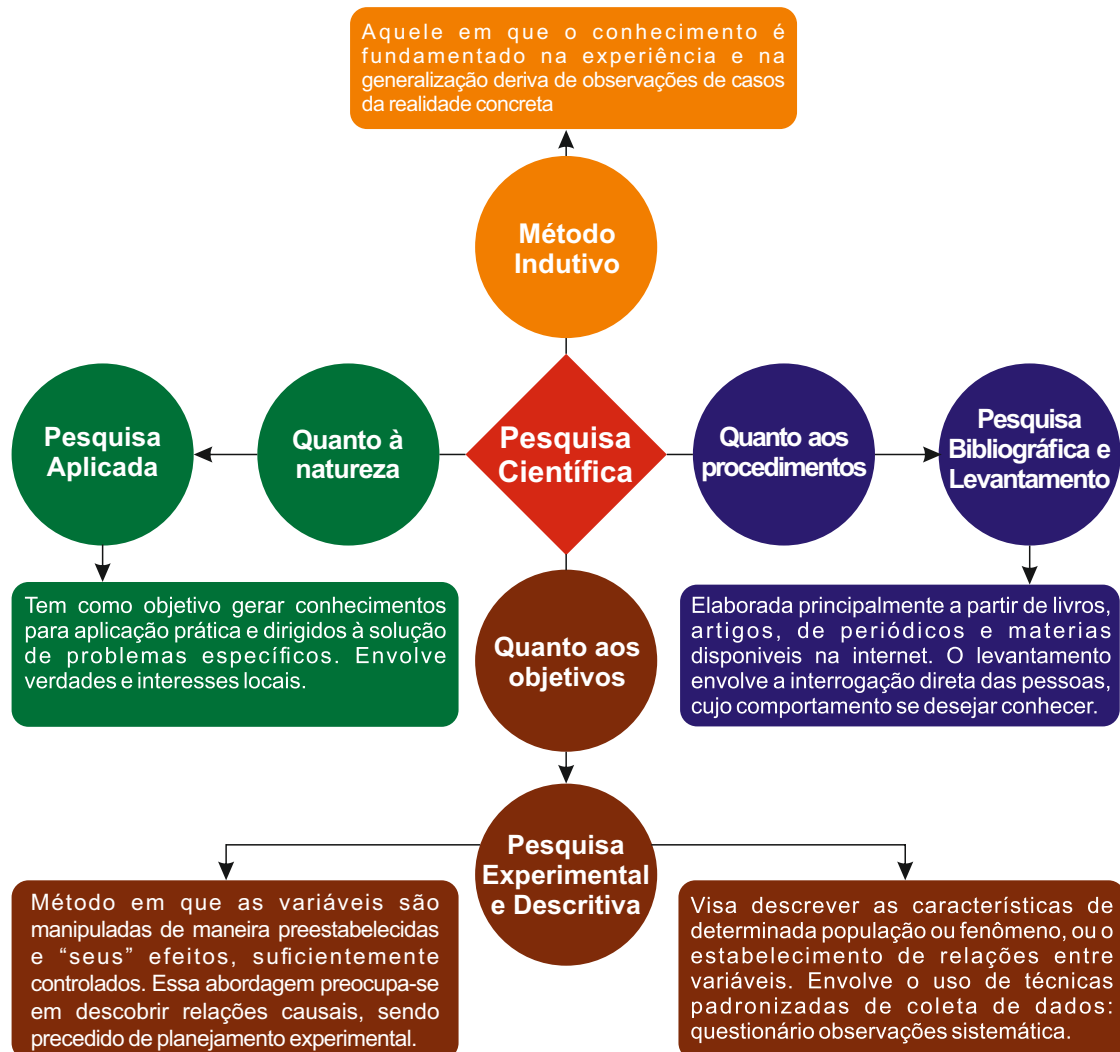 Aquele em que o conhecimento é
fundamentado na experiência e na
generalização deriva de observações de casos
da realidade concreta
Método
Indutivo
Pesquisa
Aplicada
Quanto à
natureza
Pesquisa
Científica
Quanto aos
procedimentos
Pesquisa
Bibliográfica e
Levantamento
Tem como objetivo gerar conhecimentos
para aplicação prática e dirigidos à solução
de problemas específicos. Envolve
verdades e interesses locais.
Quanto aos
objetivos
Elaborada principalmente a partir de livros,
artigos, de periódicos e materias
disponiveis na internet. O levantamento
envolve a interrogação direta das pessoas,
cujo comportamento se desejar conhecer.
Pesquisa
Experimental
e Descritiva
Método em que as variáveis são
manipuladas de maneira preestabelecidas
e “seus” efeitos, suficientemente
controlados. Essa abordagem preocupa-se
em descobrir relações causais, sendo
precedido de planejamento experimental.
Visa descrever as características de
determinada população ou fenômeno, ou o
estabelecimento de relações entre
variáveis. Envolve o uso de técnicas
padronizadas de coleta de dados:
questionário observações sistemática.